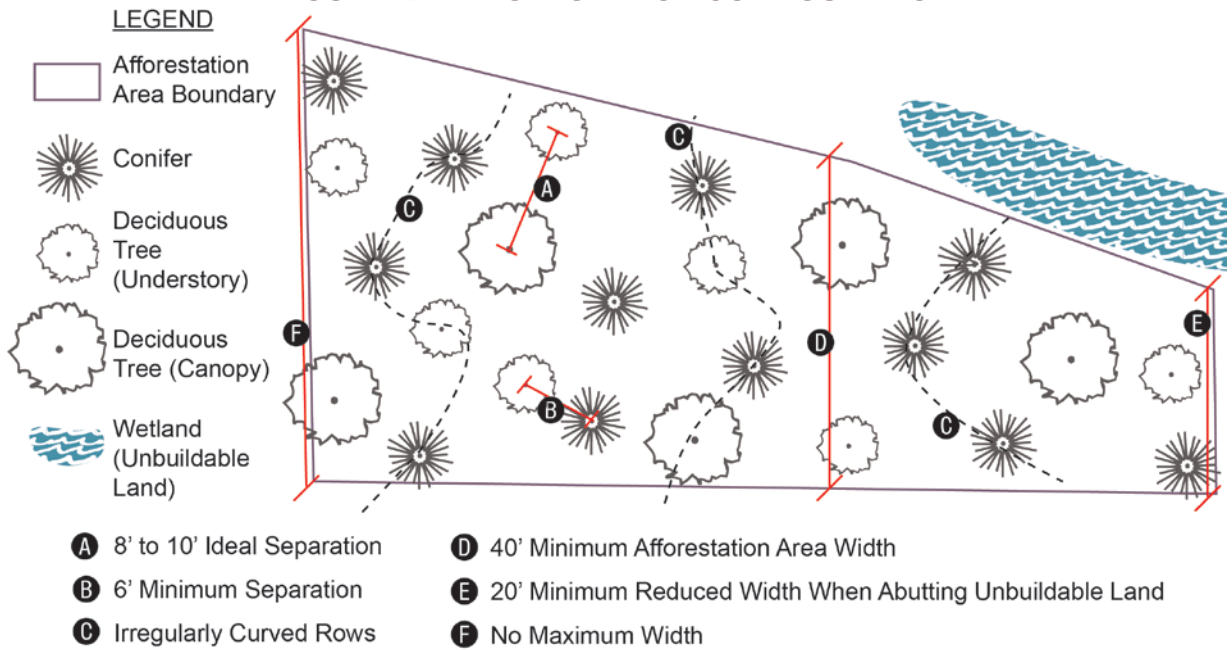 LEGEND
Afforestation
Area Boundary
Conifer
Deciduous
Tree
(Understory)
Deciduous
Tree (Canopy)
Wetland
(Unbuildable
Land)
C
A
C
F
D
E
B
C
A 8' to 10' Ideal Separation
B 6' Minimum Separation
C Irregularly Curved Rows
D 40' Minimum Afforestation Area Width
E 20' Minimum Reduced Width When Abutting Unbuildable Land
F No Maximum Width